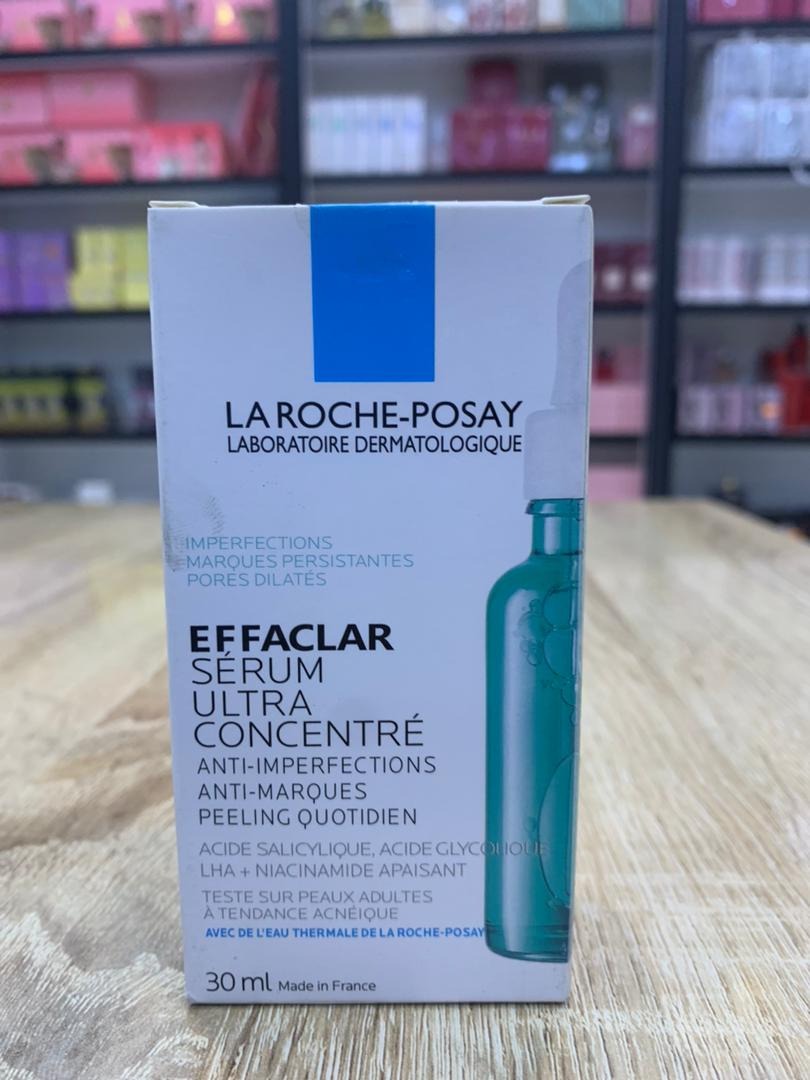 LA ROCHE-POSAY
LABORATOIRE DERMATOLOGIQUE
IMPERFECTIONS
MARQUES PERSISTANTES
PORES DILATÉS
EFFACLAR
SÉRUM
ULTRA
CONCENTRÉ
ANTI-IMPERFECTIONS
ANTI-MARQUES
PEELING QUOTIDIEN
ACIDE SALICYLIQUE, ACIDE GLYCOLIQUE
LHA + NIACINAMIDE APAISANT
TESTE SUR PEAUX ADULTES
À TENDANCE ACNÉIQUE
AVEC DE L'EAU THERMALE DE LA ROCHE-POSAY
30 ml Made in France